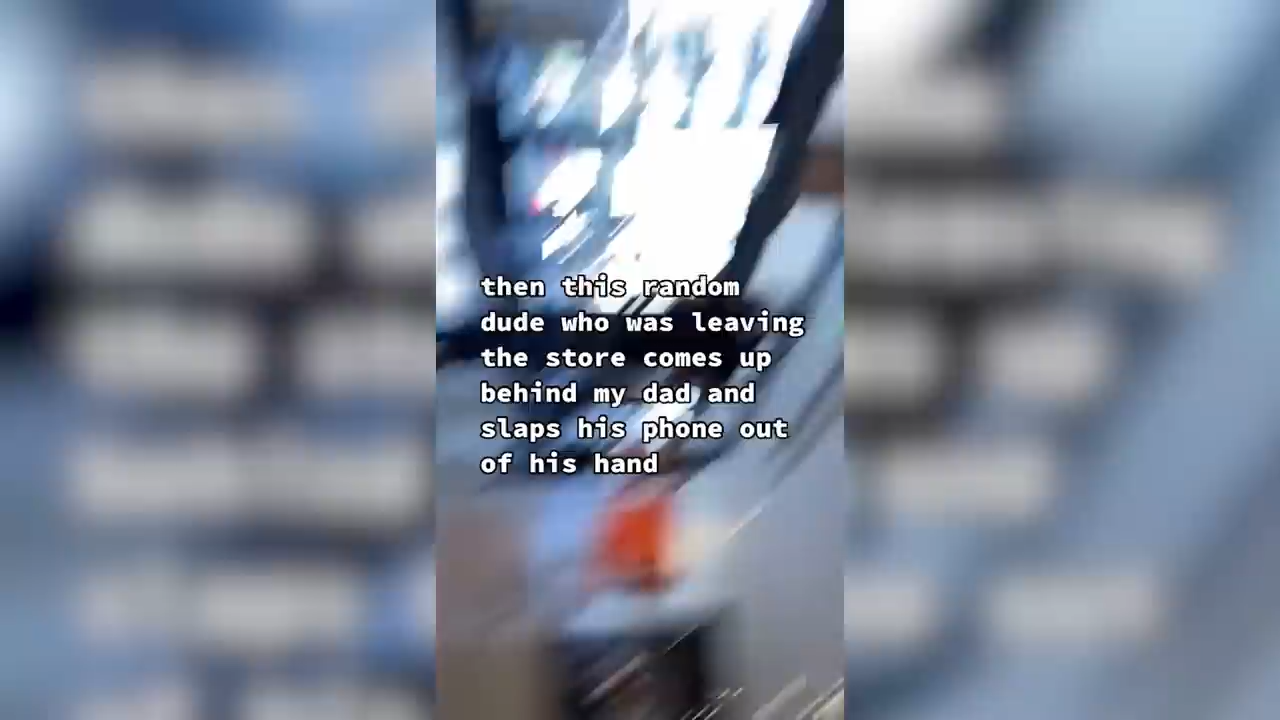 then this random
dude who was leaving
the store comes up
behind my dad and
slaps his phone out
of his hand